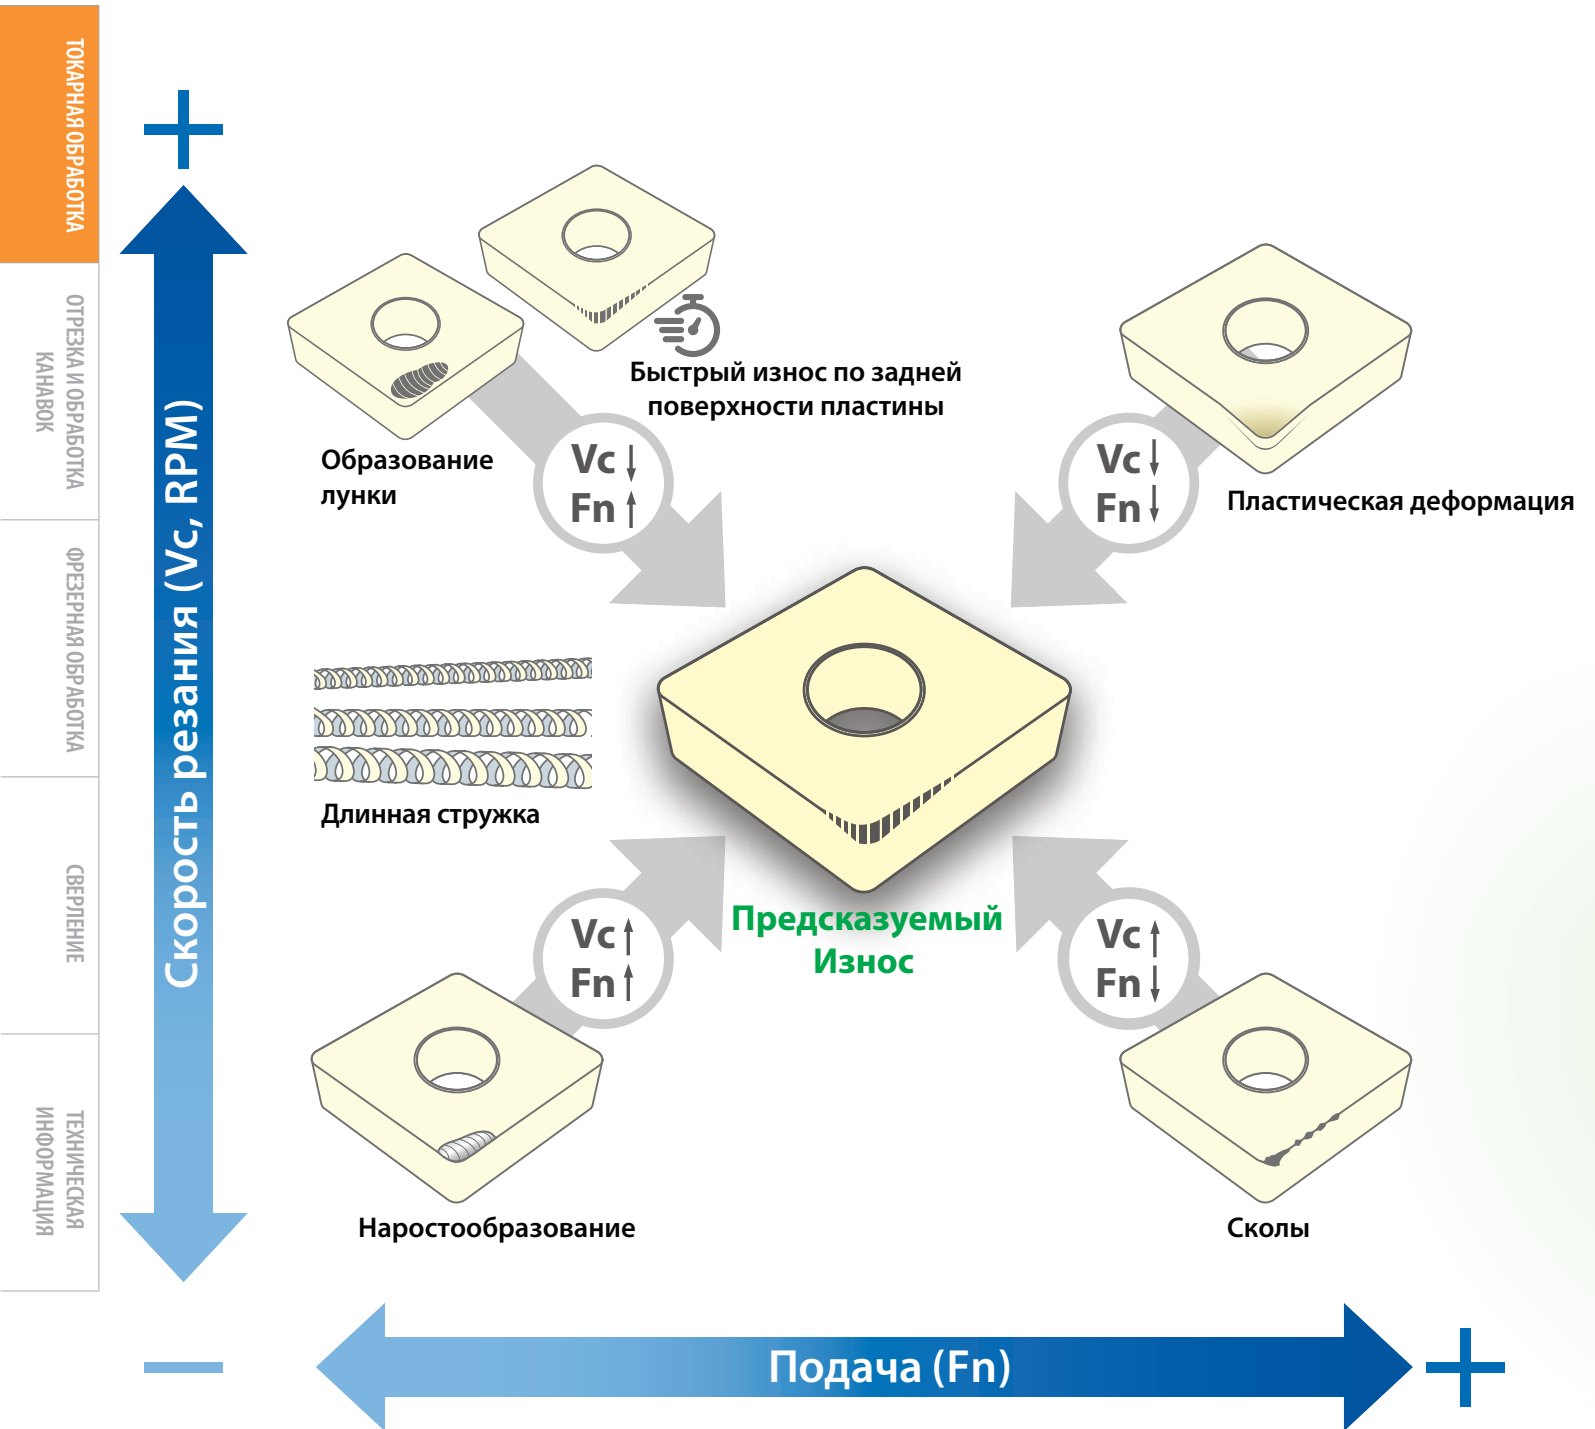 ТОКАРНАЯ ОБРАБОТКА
ОТРЕЗКА И ОБРАБОТКА
КАНАВОК
ФРЕЗЕРНАЯ ОБРАБОТКА
СВЕРЛЕНИЕ
ТЕХНИЧЕСКАЯ
ИНФОРМАЦИЯ
+
Скорость резания (Vc, RPM)
Быстрый износ по задней
поверхности пластины
Образование
лунки
Vc ↓
Fn ↑
Vc ↓
Fn ↓
Пластическая деформация
Длинная стружка
Предсказуемый
Износ
Vc ↑
Fn ↑
Vc ↑
Fn ↓
Наростообразование
Сколы
—
Подача (Fn)
+